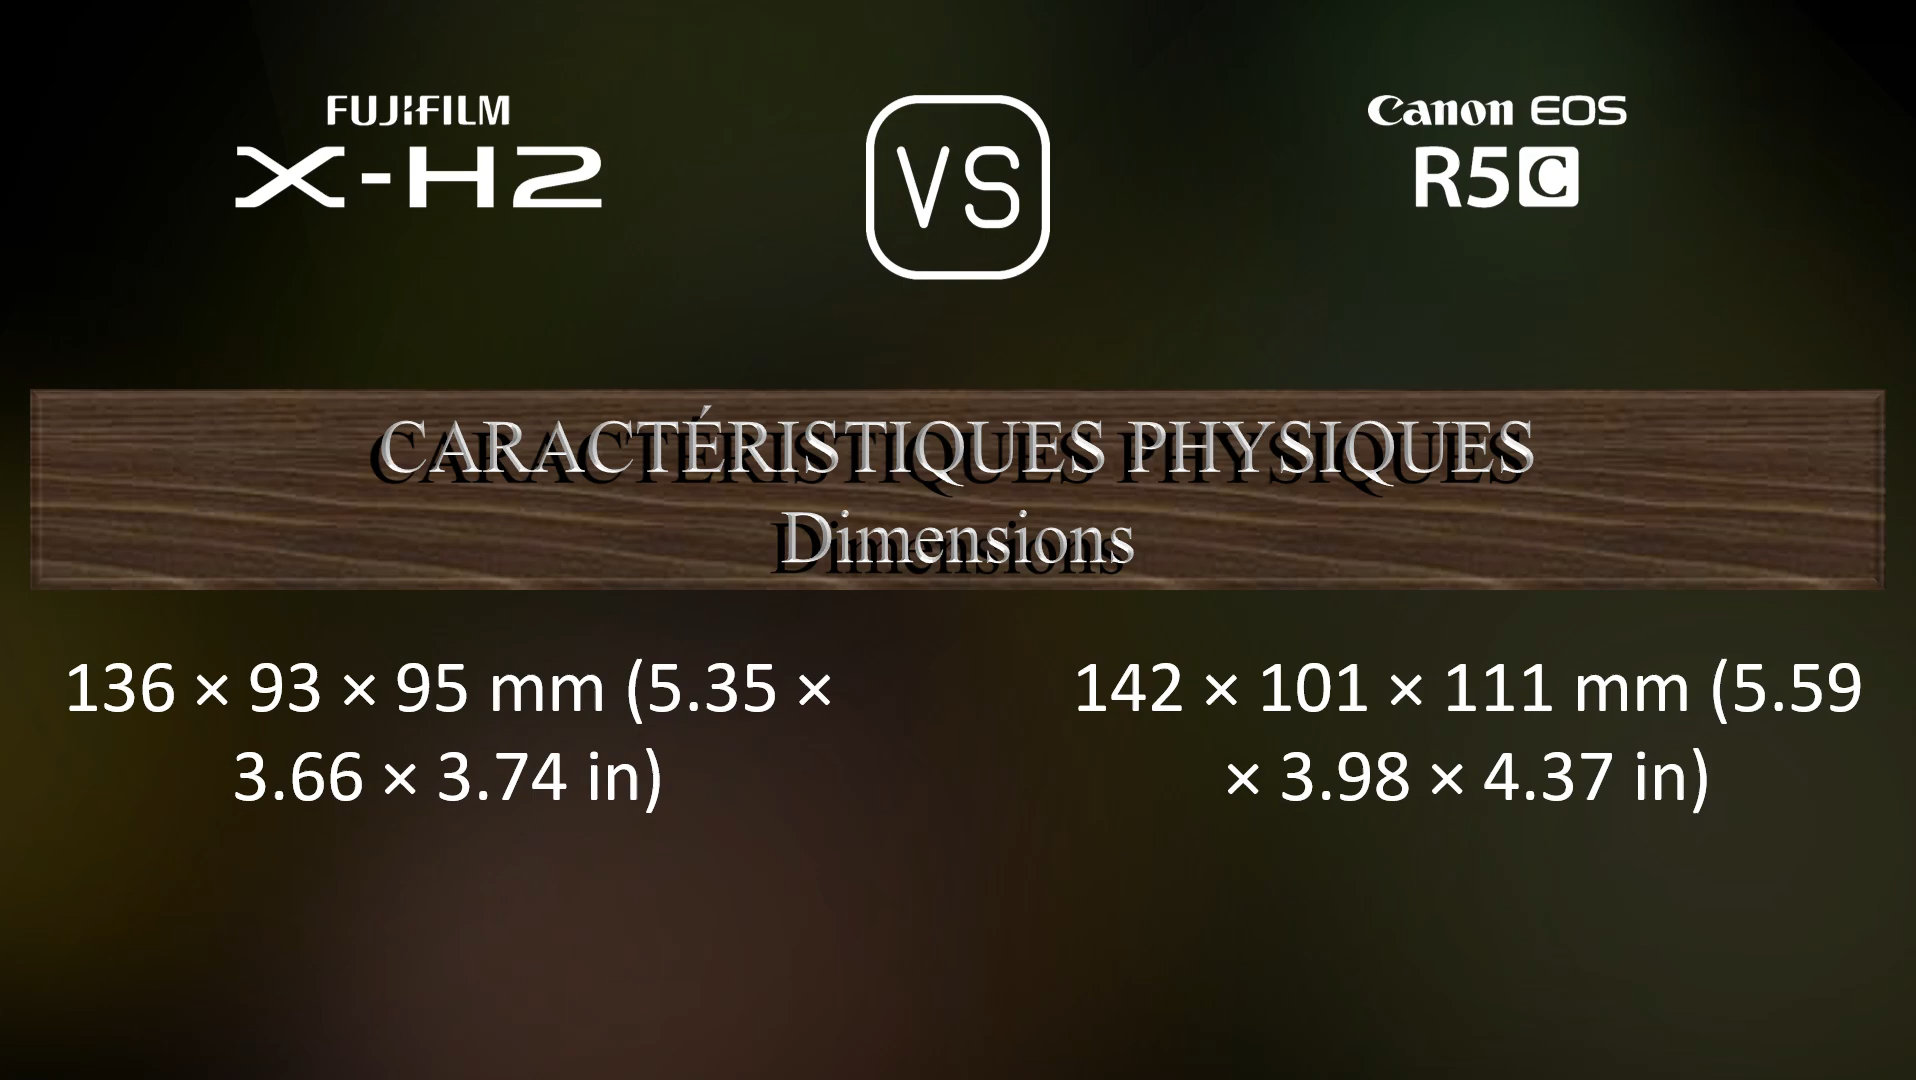 FUJIFILM
X-H2
VS
Canon EOS
R5 C
CARACTÉRISTIQUES PHYSIQUES
Dimensions
136 × 93 × 95 mm (5.35 ×
3.66 × 3.74 in)
142 × 101 × 111 mm (5.59
× 3.98 × 4.37 in)